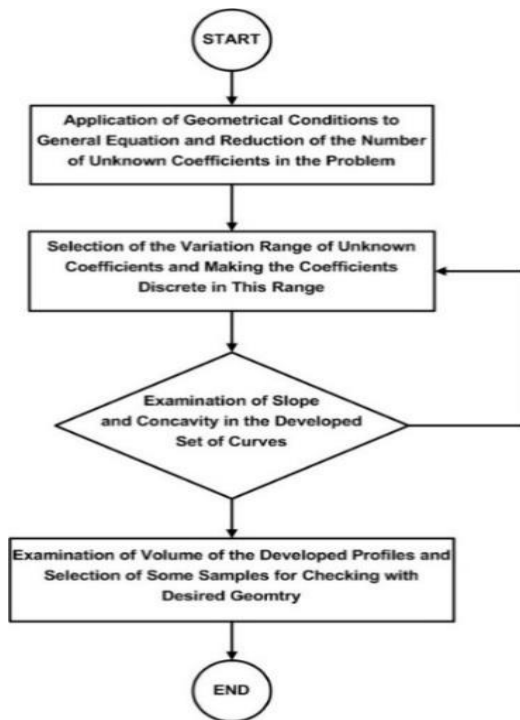 START
Application of Geometrical Conditions to
General Equation and Reduction of the Number
of Unknown Coefficients in the Problem
Selection of the Variation Range of Unknown
Coefficients and Making the Coefficients
Discrete in This Range
Examination of Slope
and Concavity in the Developed
Set of Curves
Examination of Volume of the Developed Profiles and
Selection of Some Samples for Checking with
Desired Geomtry
END